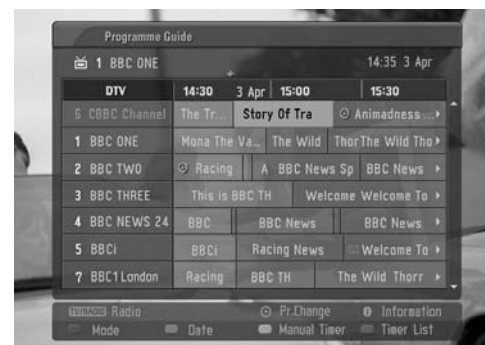 Programme Guide
1 BBC ONE 14:35 3 Apr
DTV 14:30 3 Apr 15:00 15:30
6 CBBC Channel The Tr... Story Of Tra Animadness ...
1 BBC ONE Mona The Va... The Wild Thor The Wild Tho
2 BBC TWO Racing A BBC News Sp BBC News
3 BBC THREE This is BBC TH Welcome Welcome To
4 BBC NEWS 24 BBC BBC News BBC News
5 BBCi BBCi Racing News Welcome To
7 BBC1 London Racing BBC TH The Wild Thorr
TV/RADIO Radio Pr.Change Information
Mode Date Manual Timer Timer List